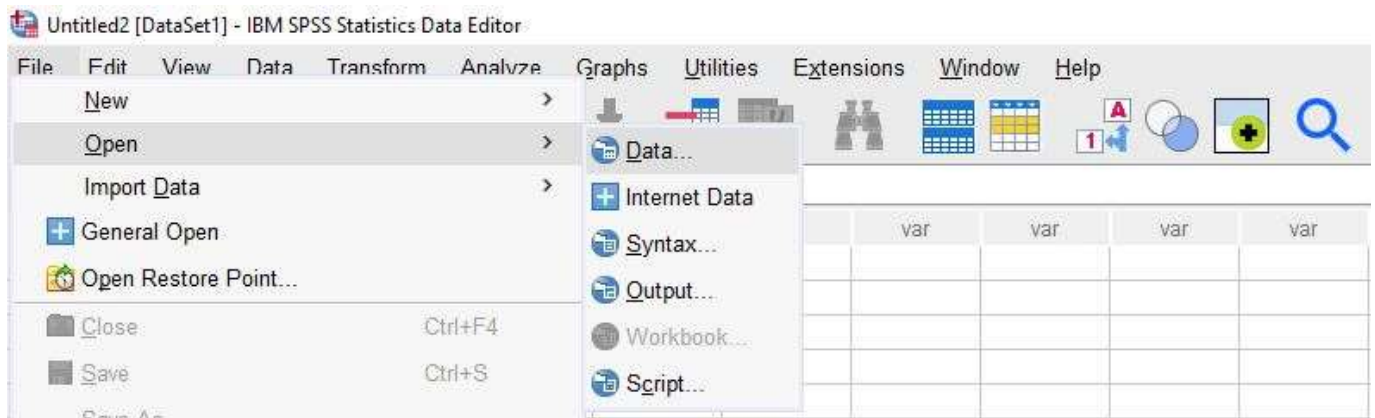 Untitled2 [DataSet1] - IBM SPSS Statistics Data Editor
File Edit View Data Transform Analyze Graphs Utilities Extensions Window Help
New
Open
Import Data
General Open
Open Restore Point...
Close Ctrl+F4
Save Ctrl+S
Save As
Data...
Internet Data
Syntax...
Output...
Workbook...
Script...
A
1
var var var var